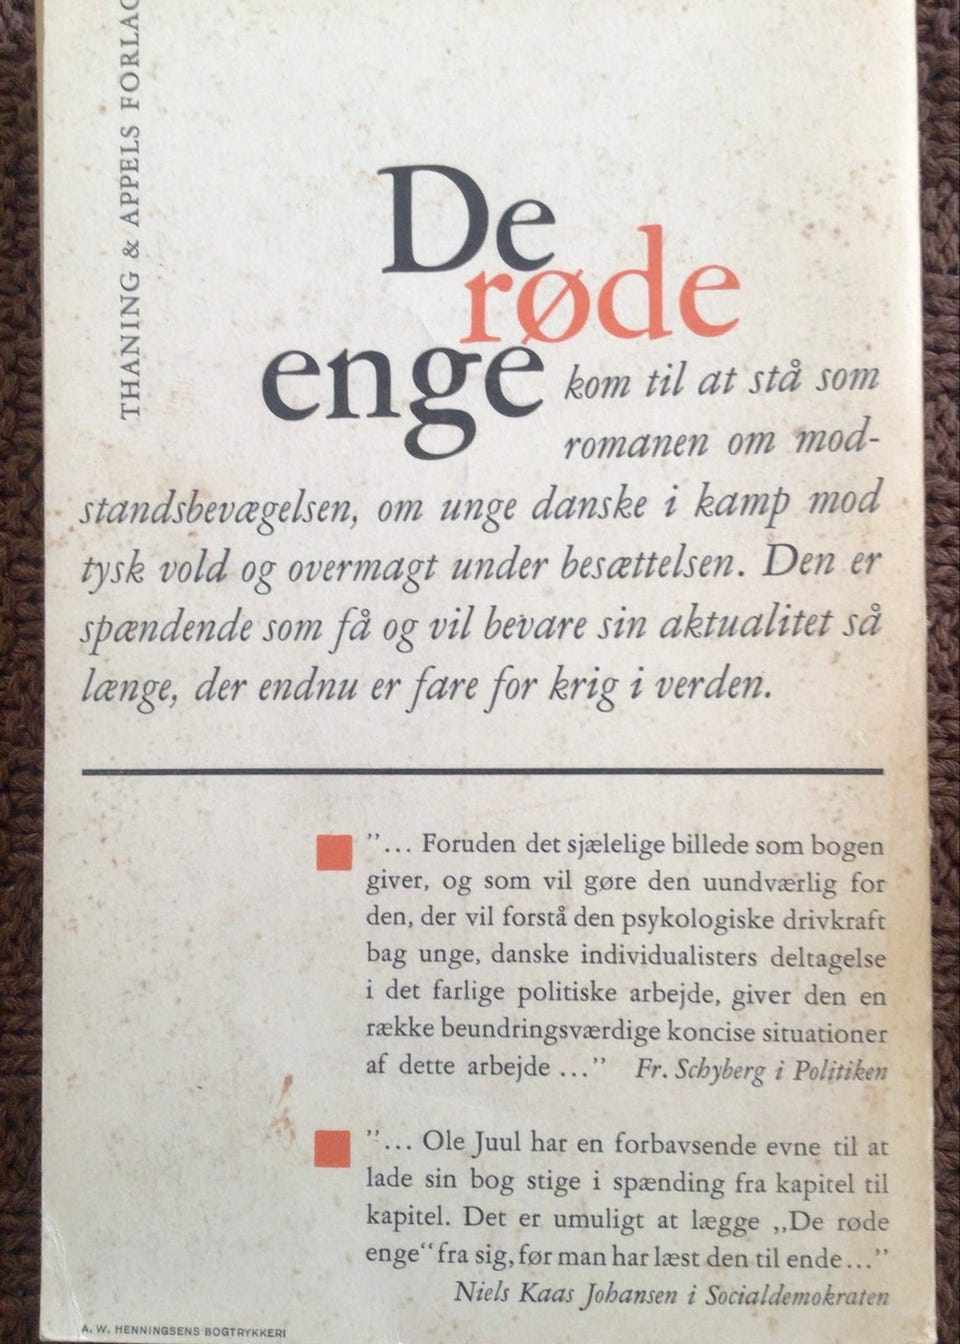 THANING & APPELS FORLAG
De
røde
enge kom til at stå som
romanen om mod-
standsbevægelsen, om unge danske i kamp mod
tysk vold og overmagt under besættelsen. Den er
spændende som få og vil bevare sin aktualitet så
længe, der endnu er fare for krig i verden.
”... Foruden det sjælelige billede som bogen
giver, og som vil gøre den uundværlig for
den, der vil forstå den psykologiske drivkraft
bag unge, danske individualisters deltagelse
i det farlige politiske arbejde, giver den en
række beundringsværdige koncise situationer
af dette arbejde ...” Fr. Schyberg i Politiken
”... Ole Juul har en forbavsende evne til at
lade sin bog stige i spænding fra kapitel til
kapitel. Det er umuligt at lægge „De røde
enge“ fra sig, før man har læst den til ende...”
Niels Kaas Johansen i Socialdemokraten
A. W. HENNINGSENS BOGTRYKKERI